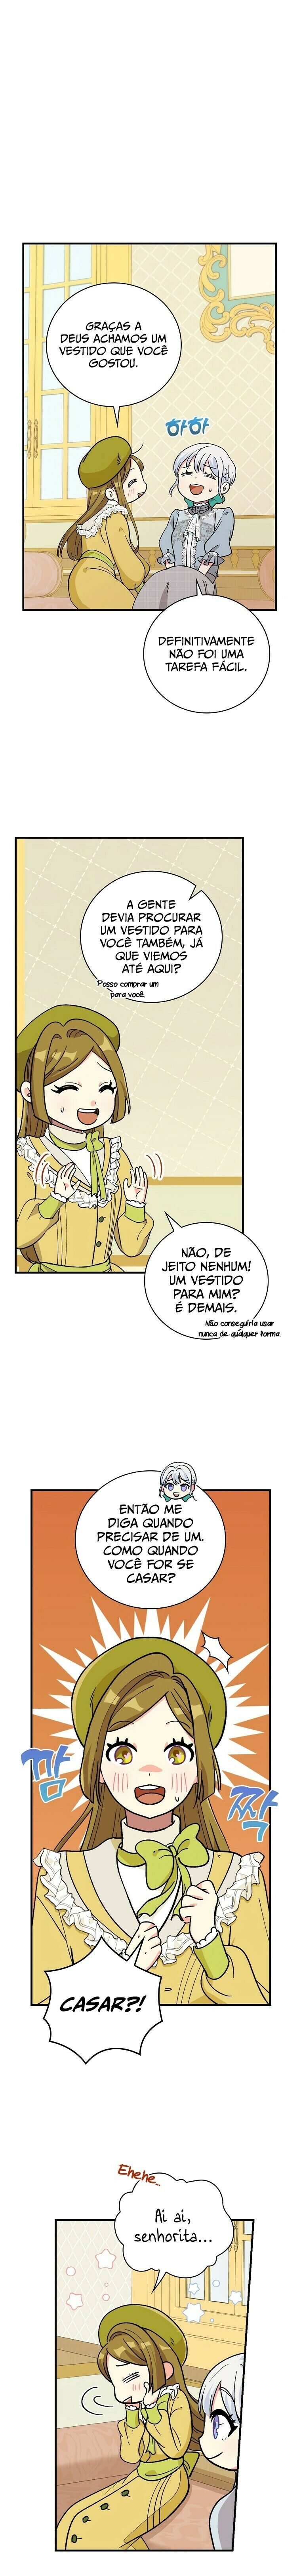 GRAÇAS A
DEUS ACHAMOS UM
VESTIDO QUE VOCÊ
GOSTOU.
하하
DEFINITIVAMENTE
NÃO FOI UMA
TAREFA FÁCIL.
A GENTE
DEVIA PROCURAR
UM VESTIDO PARA
VOCÊ TAMBÉM, JÁ
QUE VIEMOS
ATÉ AQUI?
Posso comprar um
para você.
NÃO, DE
JEITO NENHUM!
UM VESTIDO
PARA MIM?
É DEMAIS.
Não conseguiria usar
nunca de qualquer forma.
ENTÃO ME
DIGA QUANDO
PRECISAR DE UM.
COMO QUANDO
VOCÊ FOR SE
CASAR?
깜
짝
CASAR?!
Ehehe...
Ai ai,
senhorita...